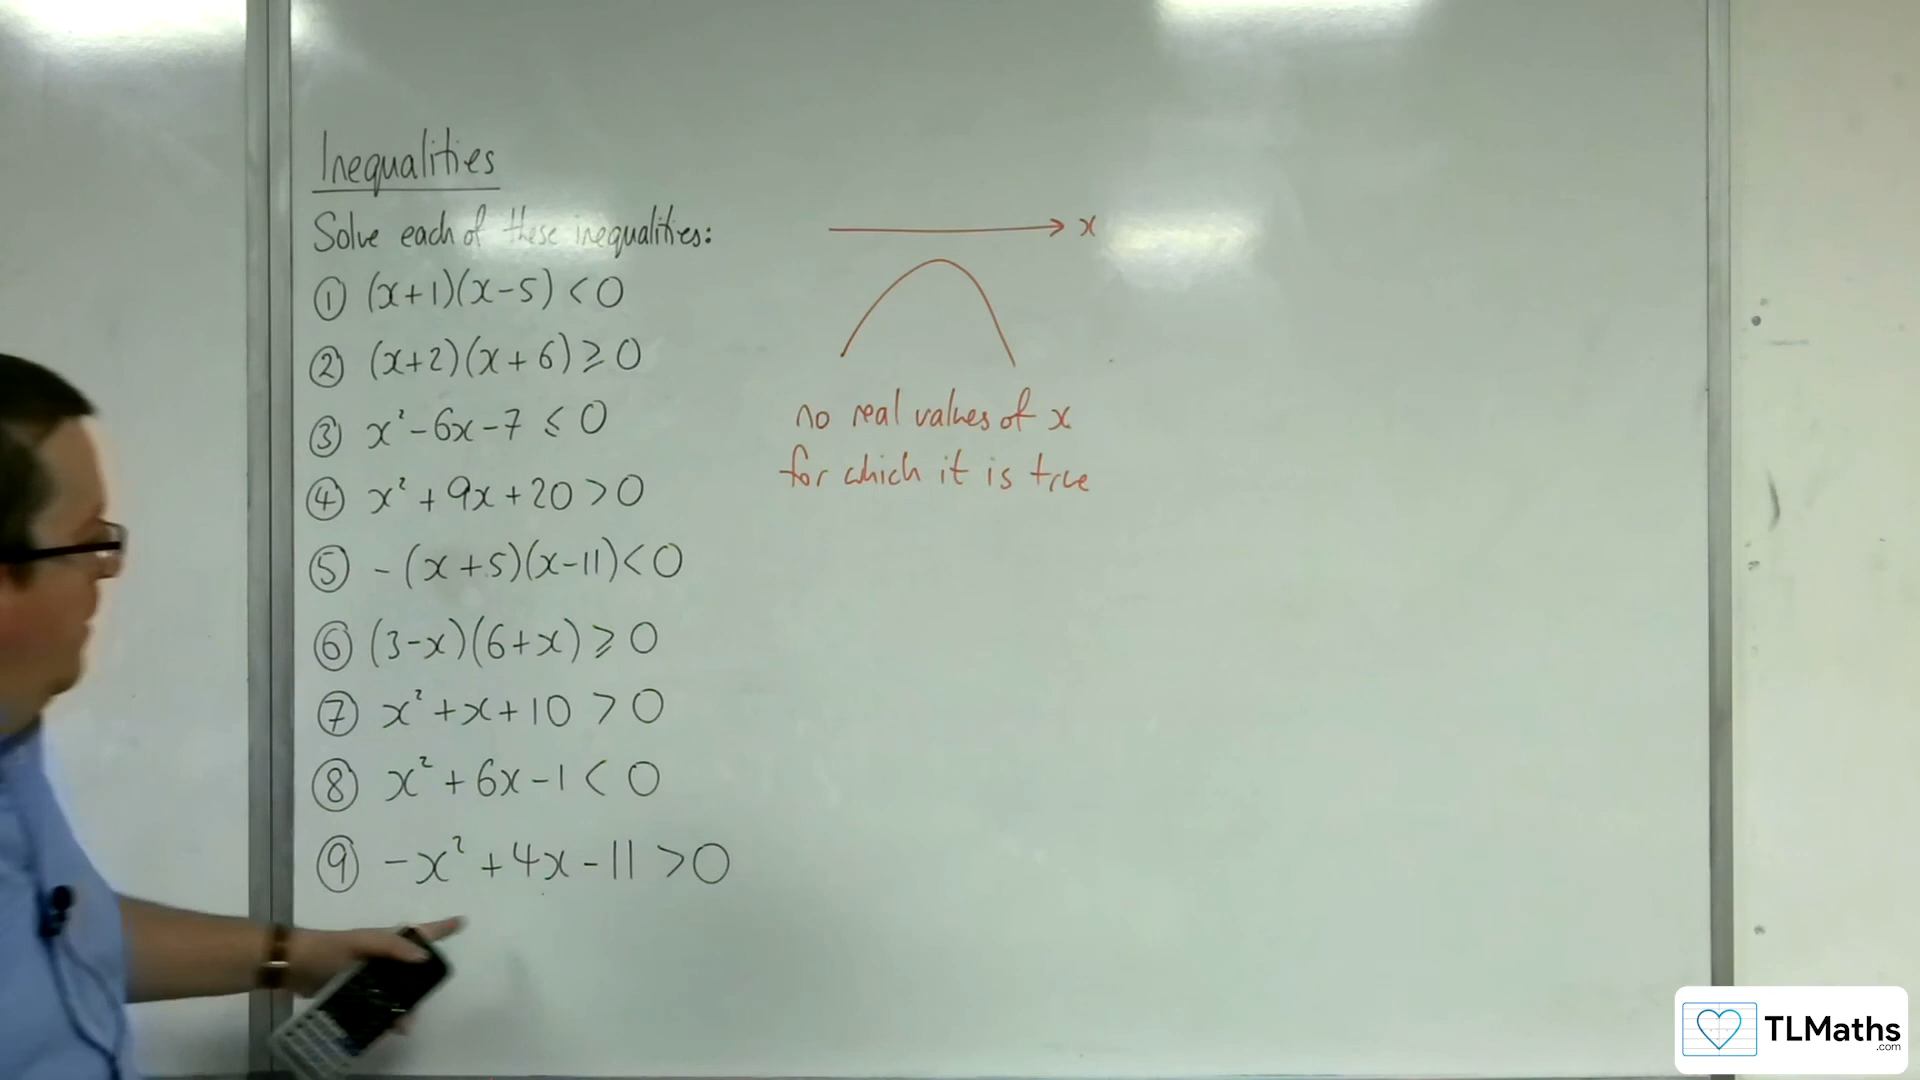 Inequalities
Solve each of these inequalities:
① (x+1)(x-5) < 0
② (x+2)(x+6) ≥ 0
③ x² - 6x - 7 ≤ 0
④ x² + 9x + 20 > 0
⑤ -(x+5)(x-11) < 0
⑥ (3-x)(6+x) ≥ 0
⑦ x² + x + 10 > 0
⑧ x² + 6x - 1 < 0
⑨ -x² + 4x - 11 > 0
x
no real values of x
for which it is true
TLMaths
.com